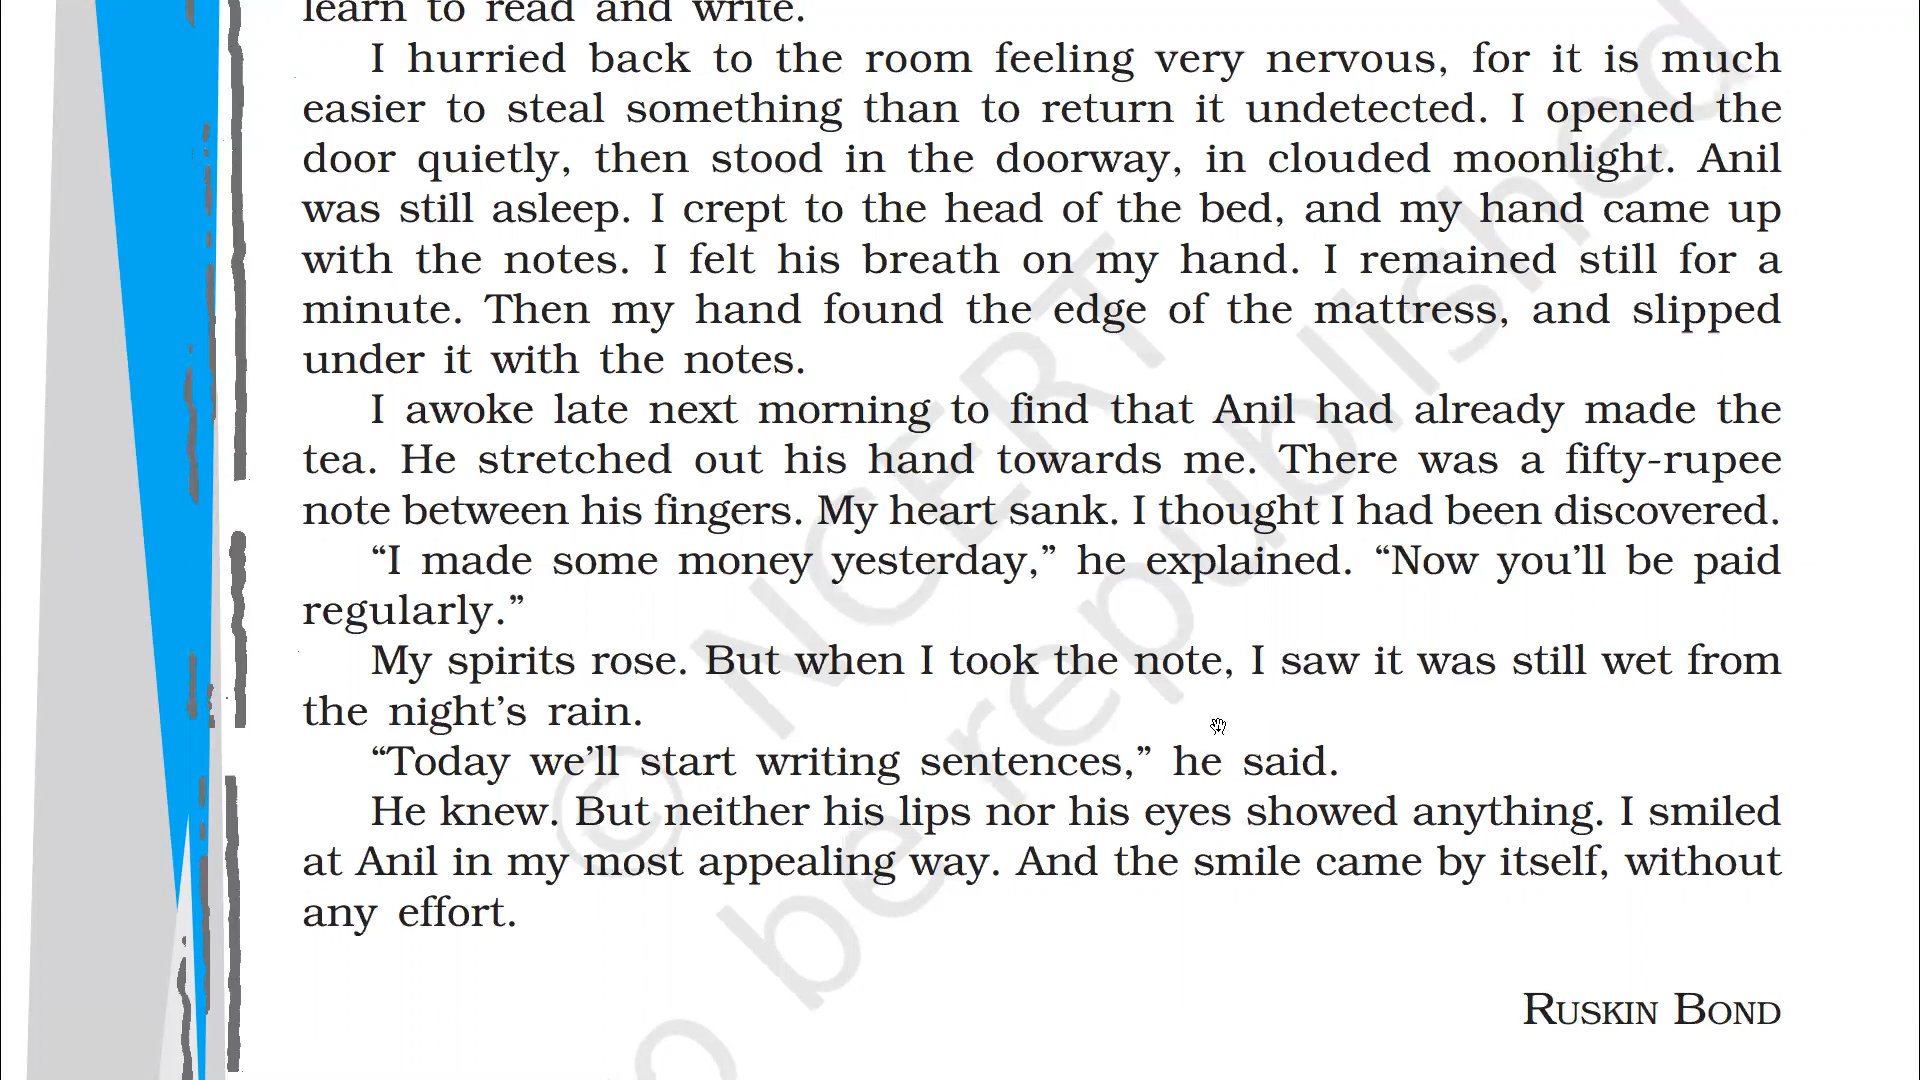 learn to read and write.
I hurried back to the room feeling very nervous, for it is much
easier to steal something than to return it undetected. I opened the
door quietly, then stood in the doorway, in clouded moonlight. Anil
was still asleep. I crept to the head of the bed, and my hand came up
with the notes. I felt his breath on my hand. I remained still for a
minute. Then my hand found the edge of the mattress, and slipped
under it with the notes.
I awoke late next morning to find that Anil had already made the
tea. He stretched out his hand towards me. There was a fifty-rupee
note between his fingers. My heart sank. I thought I had been discovered.
“I made some money yesterday,” he explained. “Now you’ll be paid
regularly.”
My spirits rose. But when I took the note, I saw it was still wet from
the night’s rain.
“Today we’ll start writing sentences,” he said.
He knew. But neither his lips nor his eyes showed anything. I smiled
at Anil in my most appealing way. And the smile came by itself, without
any effort.
RUSKIN BOND
© NCERT
o be republished